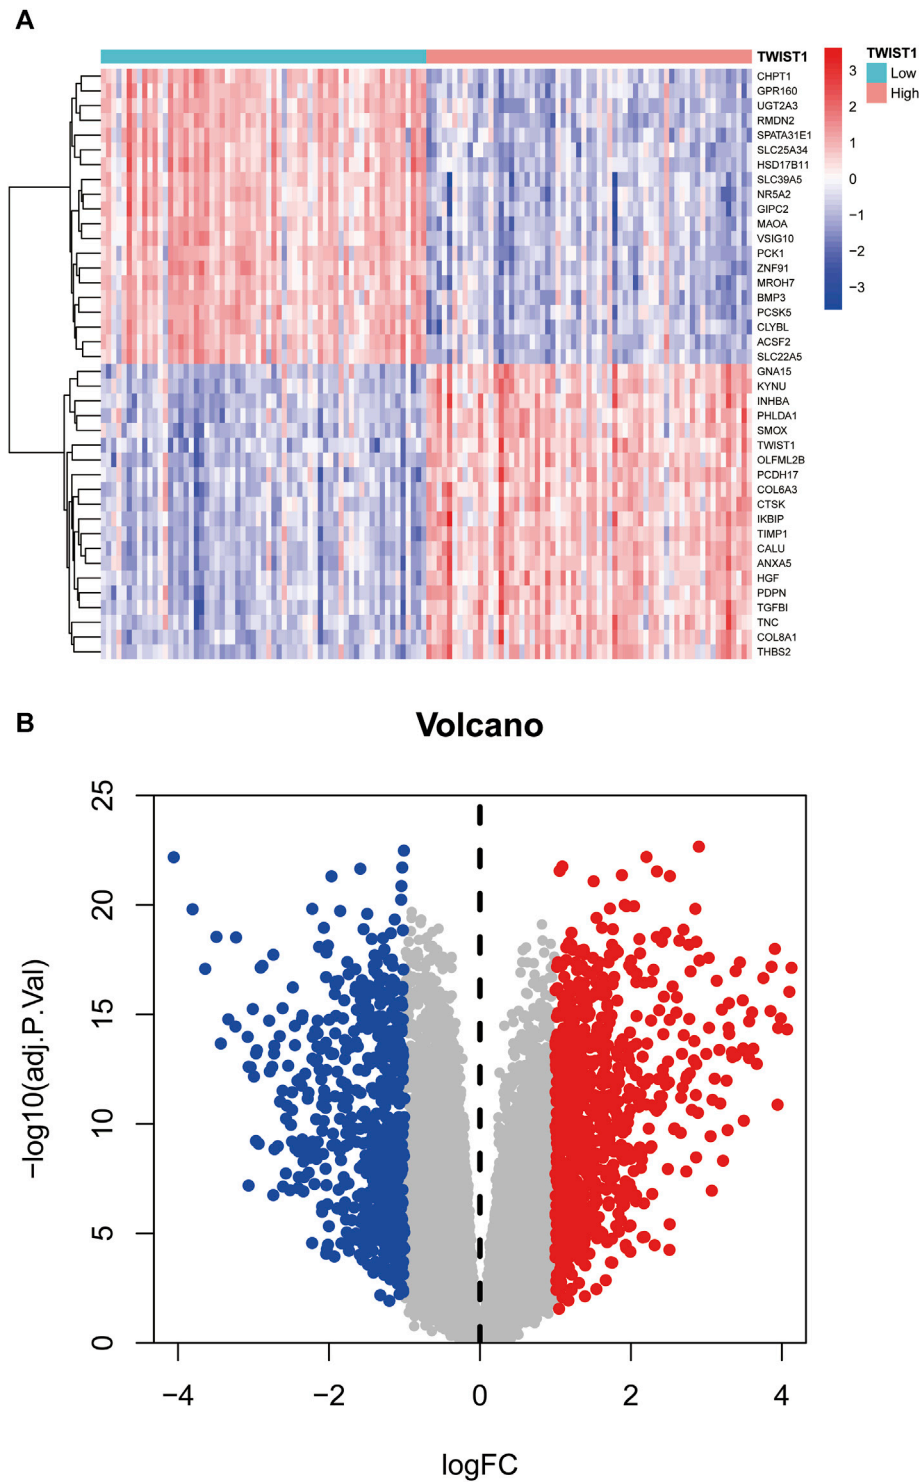 A
TWIST1
CHPT1
GPR160
UGT2A3
RMDN2
SPATA31E1
SLC25A34
HSD17B11
SLC39A5
NR5A2
GIPC2
MAOA
VSIG10
PCK1
ZNF91
MROH7
BMP3
PCSK5
CLYBL
ACSF2
SLC22A5
GNA15
KYNU
INHBA
PHLDA1
SMOX
TWIST1
OLFML2B
PCDH17
COL6A3
CTSK
IKBIP
TIMP1
CALU
ANXA5
HGF
PDPN
TGFBI
TNC
COL8A1
THBS2
3
2
1
0
−1
−2
−3
TWIST1
Low
High
B
Volcano
25
20
15
10
5
0
−log10(adj.P.Val)
−4 −2 0 2 4
logFC